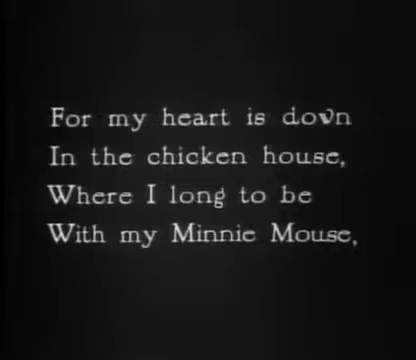 For my heart is down
In the chicken house,
Where I long to be
With my Minnie Mouse,